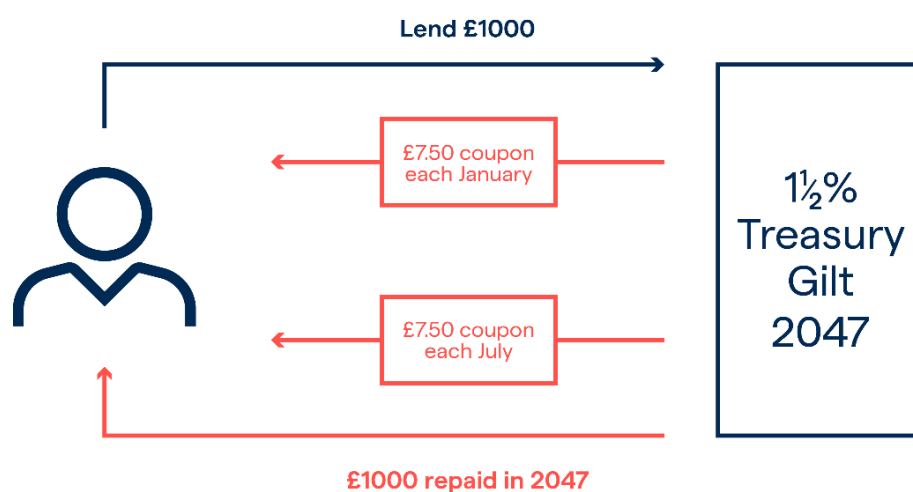 Lend £1000
£7.50 coupon
each January
1½%
Treasury
Gilt
2047
£7.50 coupon
each July
£1000 repaid in 2047